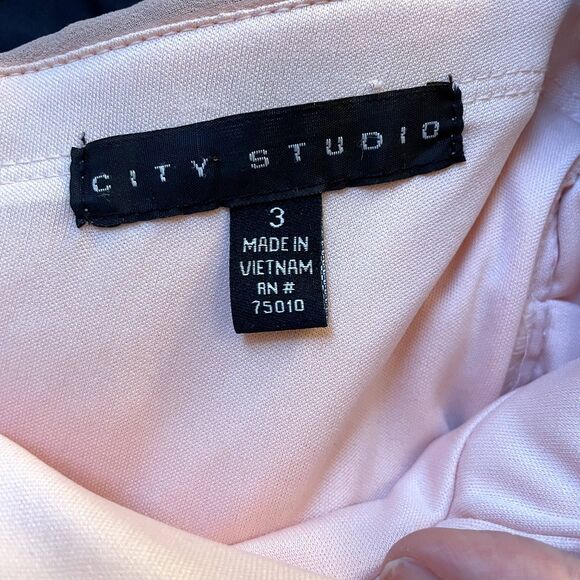 CITY STUDIO
3
MADE IN
VIETNAM
RN #
75010